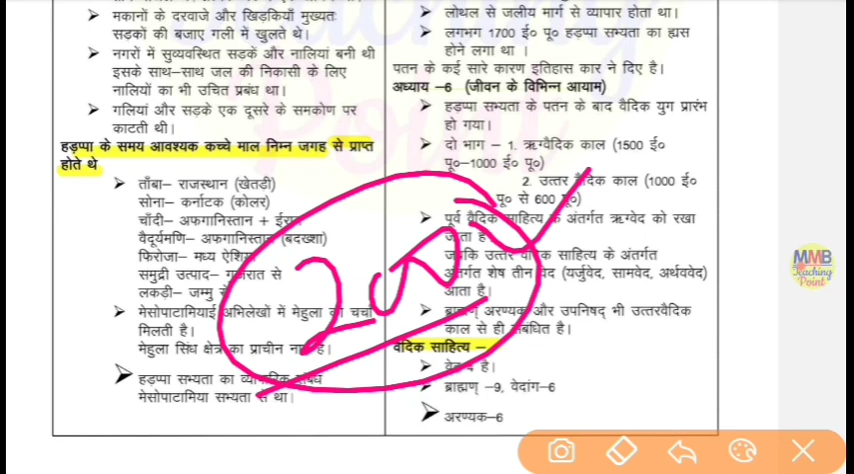 मकानों के दरवाजे और खिड़कियाँ मुख्यतः
सड़कों की बजाए गली में खुलते थे।
नगरों में सुव्यवस्थित सड़कें और नालियां बनी थी
इसके साथ–साथ जल की निकासी के लिए
नालियों का भी उचित प्रबंध था।
गलियां और सड़के एक दूसरे के समकोण पर
काटती थी।
हड़प्पा के समय आवश्यक कच्चे माल निम्न जगह से प्राप्त
होते थे
ताँबा– राजस्थान (खेतड़ी)
सोना– कर्नाटक (कोलर)
चाँदी– अफगानिस्तान + ईरान
वैदूर्यमणि– अफगानिस्तान (बदख्शा)
फिरोजा– मध्य ऐशिया
समुद्री उत्पाद– गुजरात से
लकड़ी– जम्मु से
मेसोपाटामियाई अभिलेखों में मेहुला की चर्चा
मिलती है।
मेहुला सिंध क्षेत्र का प्राचीन नाम है।
हड़प्पा सभ्यता का व्यापारिक संबंध
मेसोपाटामिया सभ्यता से था।
लोथल से जलीय मार्ग से व्यापार होता था।
लगभग 1700 ई० पू० हड़प्पा सभ्यता का ह्यस
होने लगा था ।
पतन के कई सारे कारण इतिहास कार ने दिए है।
अध्याय –6 (जीवन के विभिन्न आयाम)
हड़प्पा सभ्यता के पतन के बाद वैदिक युग प्रारंभ
हो गया।
दो भाग – 1. ऋग्वैदिक काल (1500 ई०
पू०–1000 ई० पू०)
2. उत्तर वैदिक काल (1000 ई०
पू० से 600 पू०)
पूर्व वैदिक साहित्य के अंतर्गत ऋग्वेद को रखा
जाता है
जबकि उत्तर वैदिक साहित्य के अंतर्गत
अंतर्गत शेष तीन वेद (यर्जुवेद, सामवेद, अर्थववेद)
आता है।
ब्राह्मण् अरण्यक और उपनिषद् भी उत्तरवैदिक
काल से ही संबधित है।
वैदिक साहित्य –
है।
ब्राह्मण् –9, वेदांग–6
अरण्यक–6
MMB
Teaching
Point